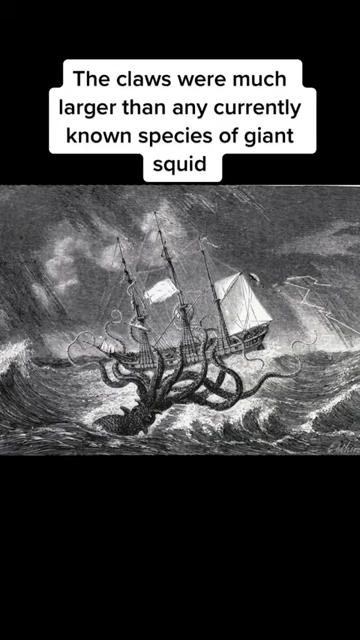 The claws were much
larger than any currently
known species of giant
squid